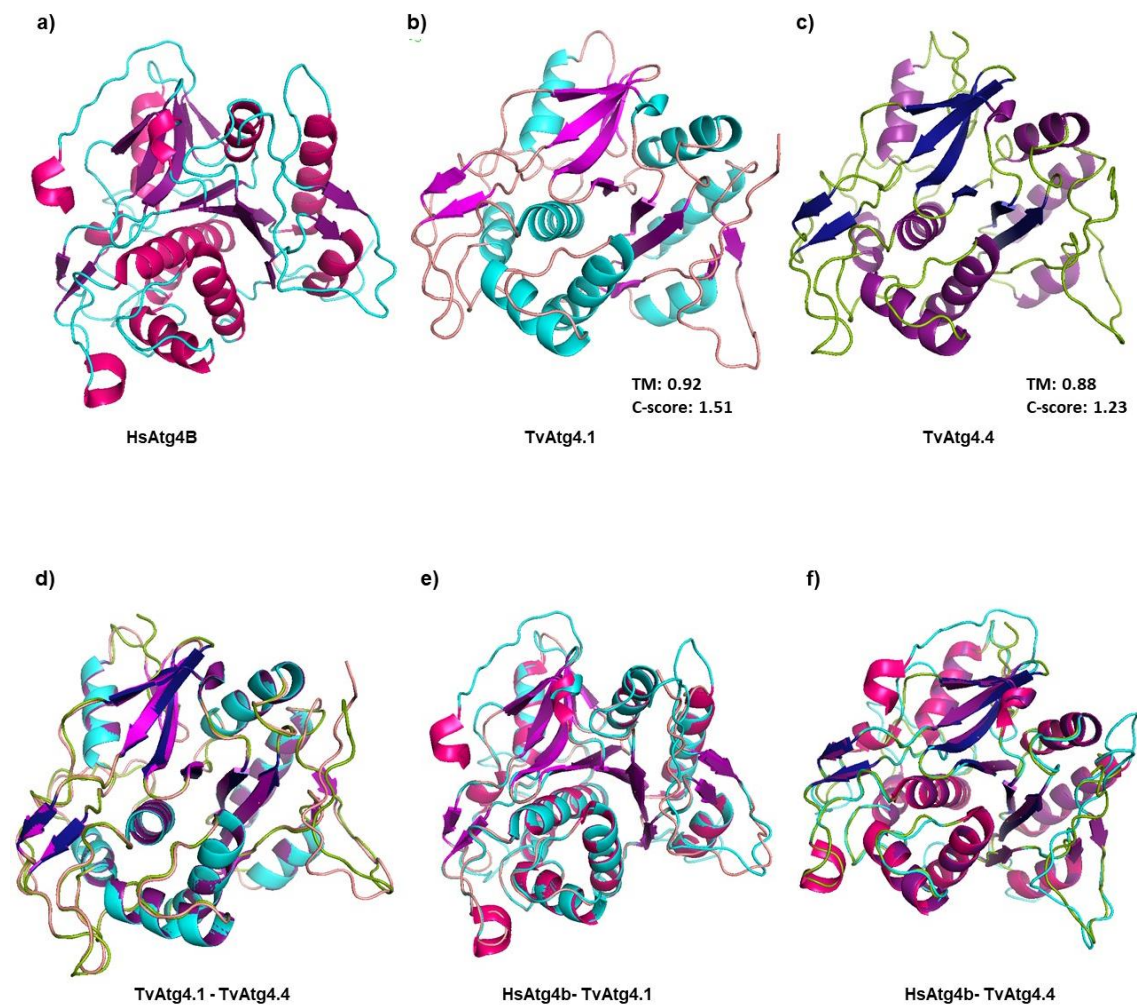 a)
b)
c)
TM: 0.92
C-score: 1.51
TM: 0.88
C-score: 1.23
HsAtg4B
TvAtg4.1
TvAtg4.4
d)
e)
f)
TvAtg4.1 - TvAtg4.4
HsAtg4b- TvAtg4.1
HsAtg4b- TvAtg4.4